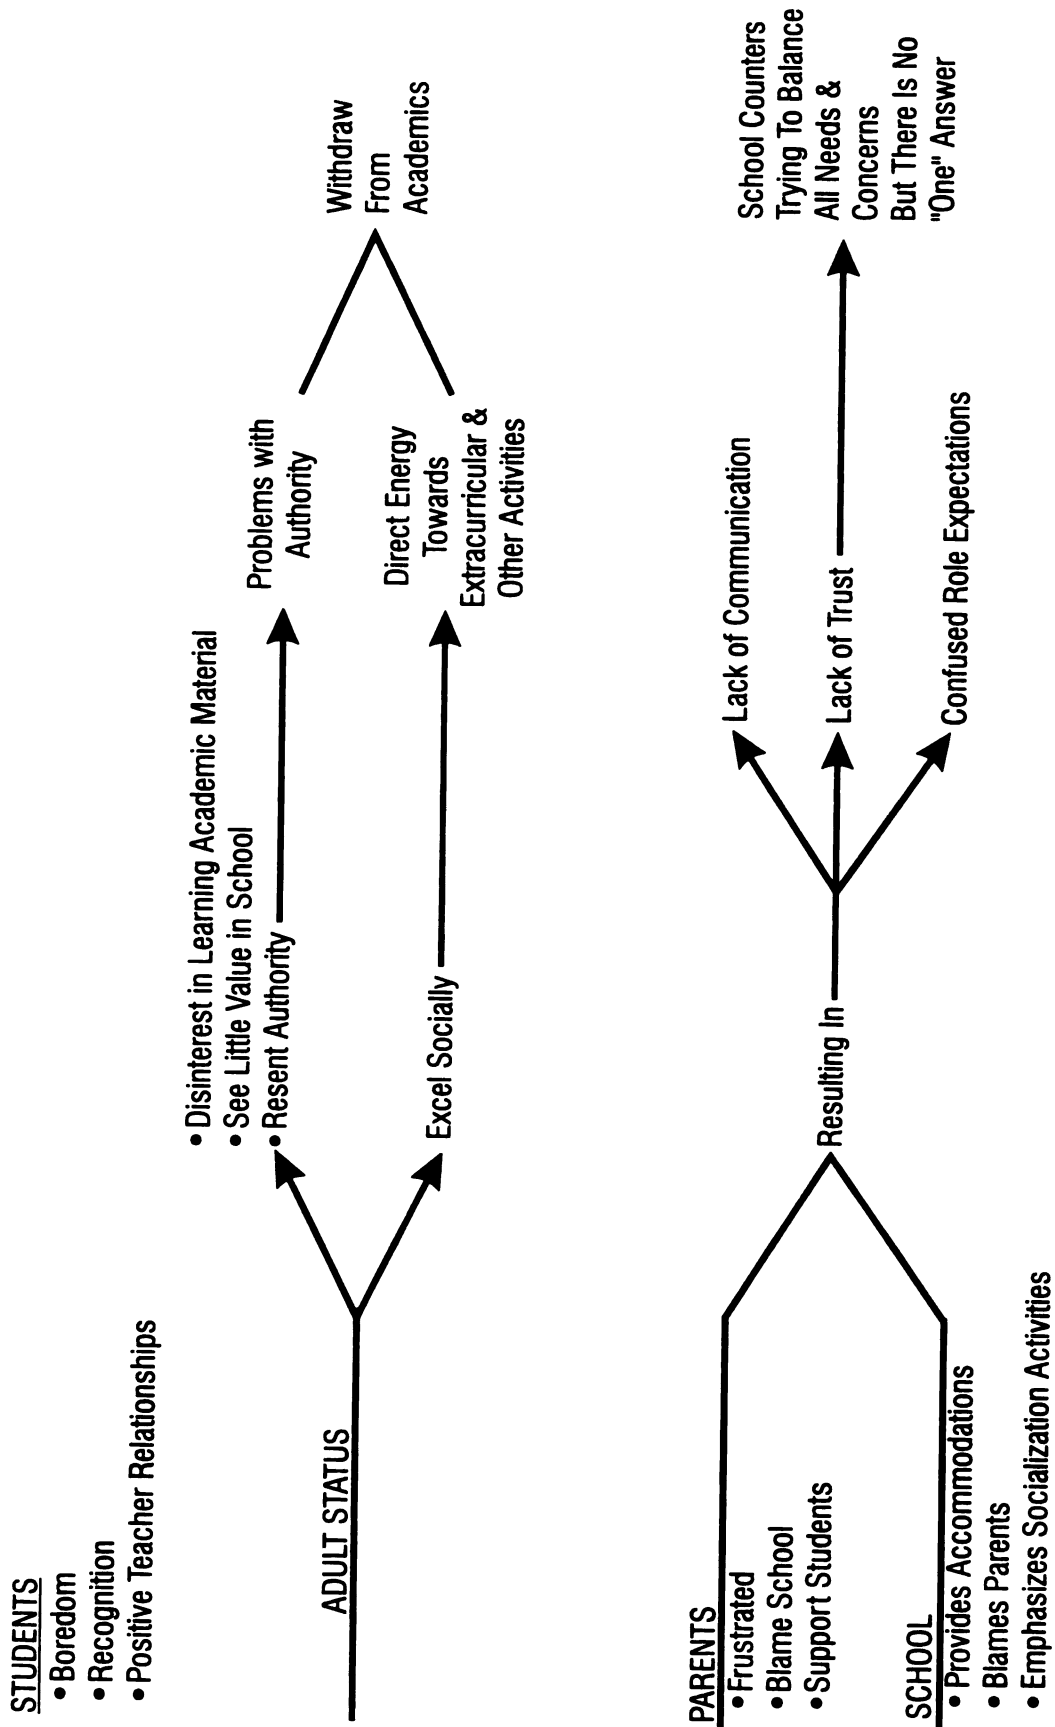 STUDENTS
• Boredom
• Recognition
• Positive Teacher Relationships
ADULT STATUS
• Disinterest in Learning Academic Material
• See Little Value in School
• Resent Authority
Excel Socially
Problems with
Authority
Direct Energy
Towards
Extracurricular &
Other Activities
Withdraw
From
Academics
PARENTS
• Frustrated
• Blame School
• Support Students
SCHOOL
• Provides Accommodations
• Blames Parents
• Emphasizes Socialization Activities
Resulting In
Lack of Communication
Lack of Trust
Confused Role Expectations
School Counters
Trying To Balance
All Needs &
Concerns
But There Is No
"One" Answer